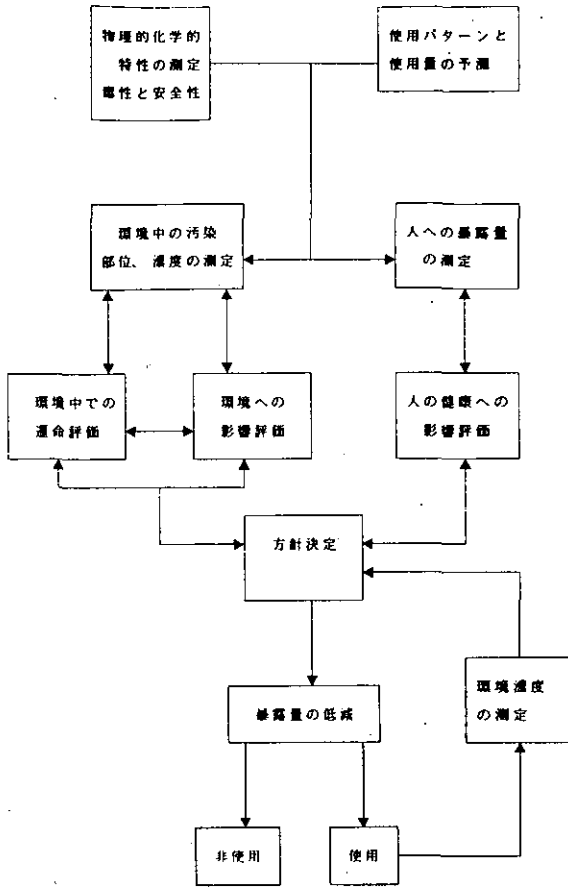 物理的化学的
特性の測定
毒性と安全性
使用パターンと
使用量の予測
環境中の汚染
部位、濃度の測定
人への暴露量
の測定
環境中での
運命評価
環境への
影響評価
人の健康への
影響評価
方針決定
環境濃度
の測定
暴露量の低減
非使用
使用